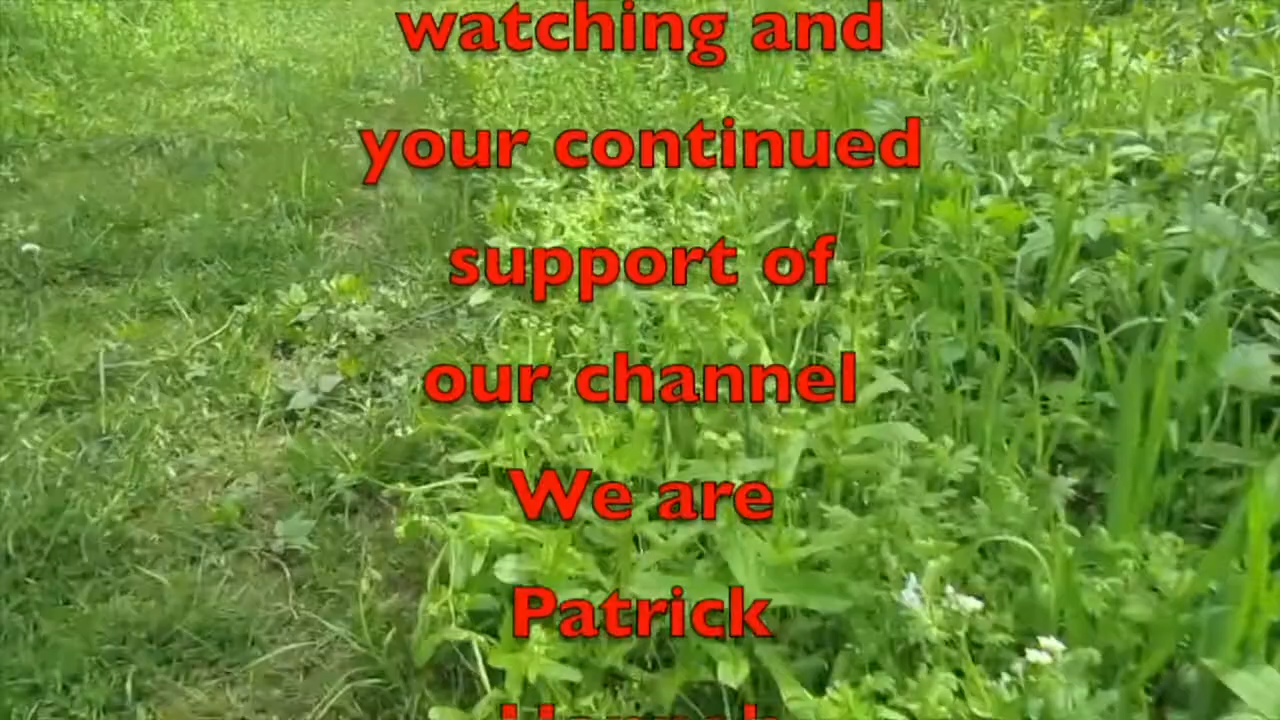 watching and
your continued
support of
our channel
We are
Patrick